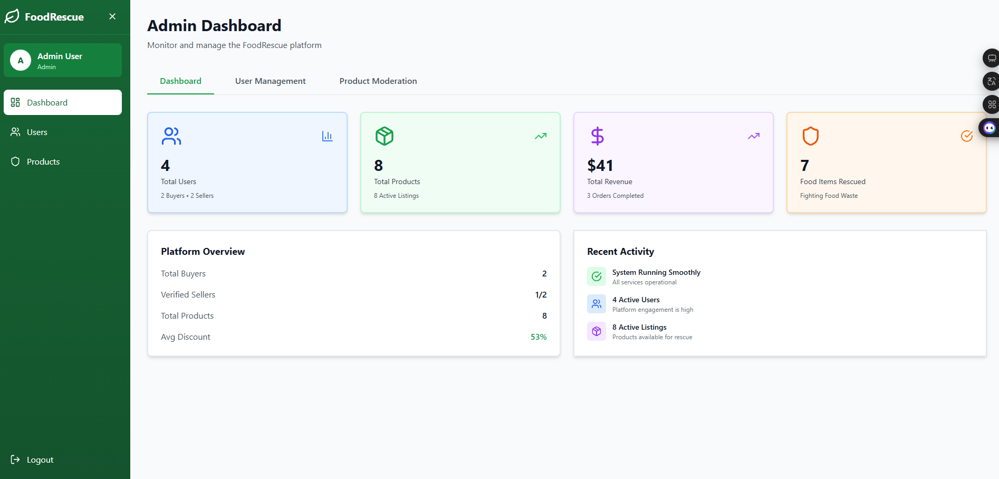 FoodRescue
A
Admin User
Admin
Dashboard
Users
Products
Logout
Admin Dashboard
Monitor and manage the FoodRescue platform
Dashboard
User Management
Product Moderation
4
Total Users
2 Buyers • 2 Sellers
8
Total Products
8 Active Listings
$41
Total Revenue
3 Orders Completed
7
Food Items Rescued
Fighting Food Waste
Platform Overview
Total Buyers 2
Verified Sellers 1/2
Total Products 8
Avg Discount 53%
Recent Activity
System Running Smoothly
All services operational
4 Active Users
Platform engagement is high
8 Active Listings
Products available for rescue